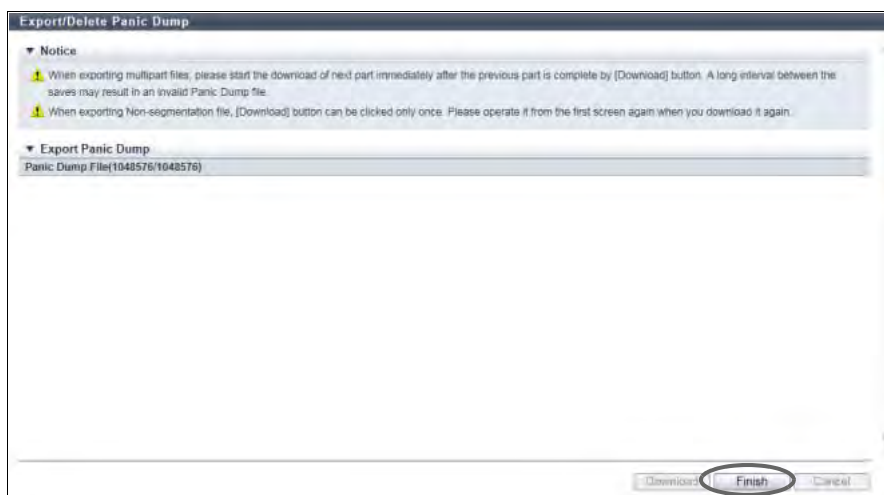 Export/Delete Panic Dump
▼ Notice
When exporting multipart files, please start the download of next part immediately after the previous part is complete by [Download] button. A long interval between the
saves may result in an invalid Panic Dump file.
When exporting Non-segmentation file, [Download] button can be clicked only once. Please operate it from the first screen again when you download it again.
▼ Export Panic Dump
Panic Dump File(1048576/1048576)
Download Finish Cancel